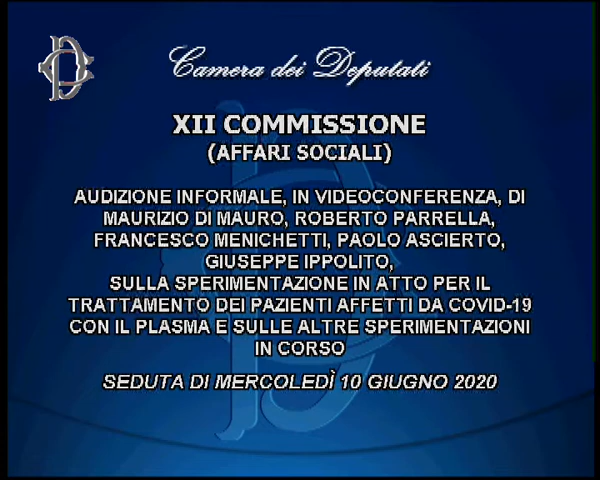 Camera dei Deputati
XII COMMISSIONE
(AFFARI SOCIALI)
AUDIZIONE INFORMALE, IN VIDEOCONFERENZA, DI
MAURIZIO DI MAURO, ROBERTO PARRELLA,
FRANCESCO MENICHETTI, PAOLO ASCIERTO,
GIUSEPPE IPPOLITO,
SULLA SPERIMENTAZIONE IN ATTO PER IL
TRATTAMENTO DEI PAZIENTI AFFETTI DA COVID-19
CON IL PLASMA E SULLE ALTRE SPERIMENTAZIONI
IN CORSO
SEDUTA DI MERCOLEDÌ 10 GIUGNO 2020